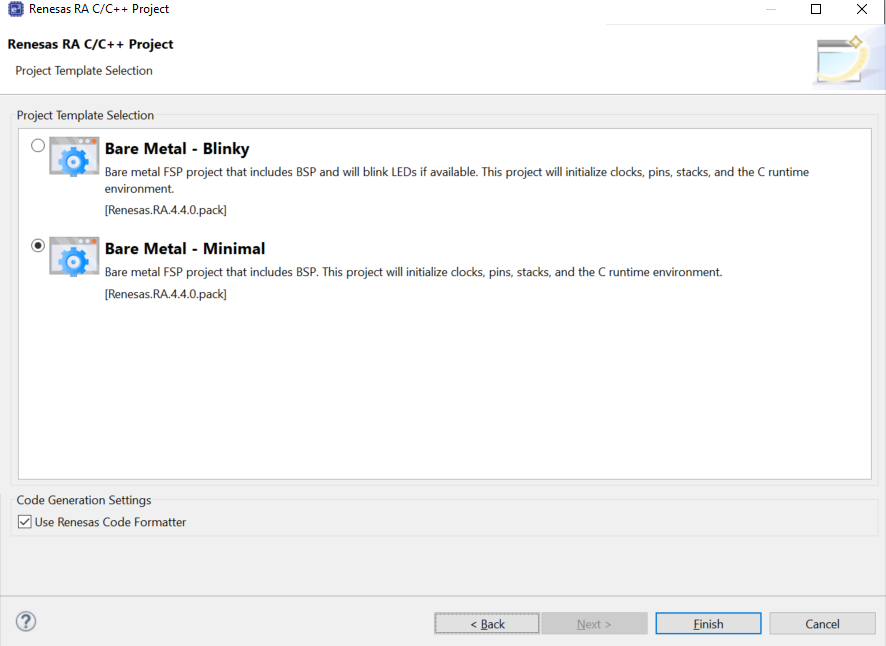 Renesas RA C/C++ Project
Renesas RA C/C++ Project
Project Template Selection
Project Template Selection
Bare Metal - Blinky
Bare metal FSP project that includes BSP and will blink LEDs if available. This project will initialize clocks, pins, stacks, and the C runtime
environment.
[Renesas.RA.4.4.0.pack]
Bare Metal - Minimal
Bare metal FSP project that includes BSP. This project will initialize clocks, pins, stacks, and the C runtime environment.
[Renesas.RA.4.4.0.pack]
Code Generation Settings
Use Renesas Code Formatter
?
< Back
Next >
Finish
Cancel